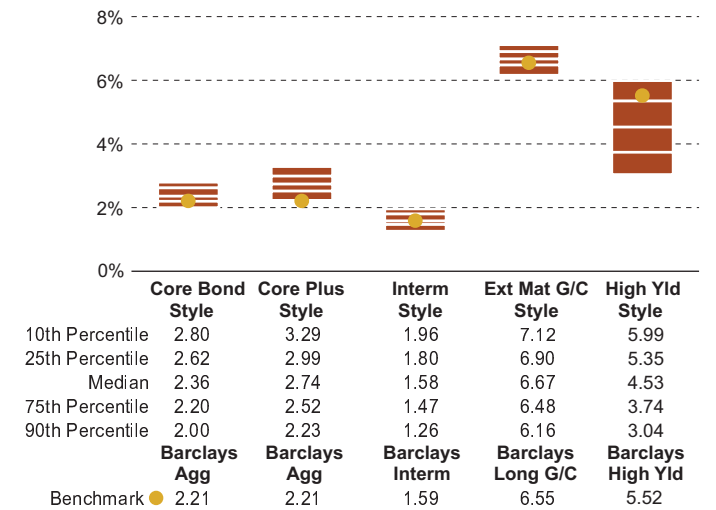 8%
6%
4%
2%
0%
Core Bond Core Plus Interm Ext Mat G/C High Yld
Style Style Style Style Style
10th Percentile 2.80 3.29 1.96 7.12 5.99
25th Percentile 2.62 2.99 1.80 6.90 5.35
Median 2.36 2.74 1.58 6.67 4.53
75th Percentile 2.20 2.52 1.47 6.48 3.74
90th Percentile 2.00 2.23 1.26 6.16 3.04
Barclays Barclays Barclays Barclays Barclays
Agg Agg Interm Long G/C High Yld
Benchmark 2.21 2.21 1.59 6.55 5.52